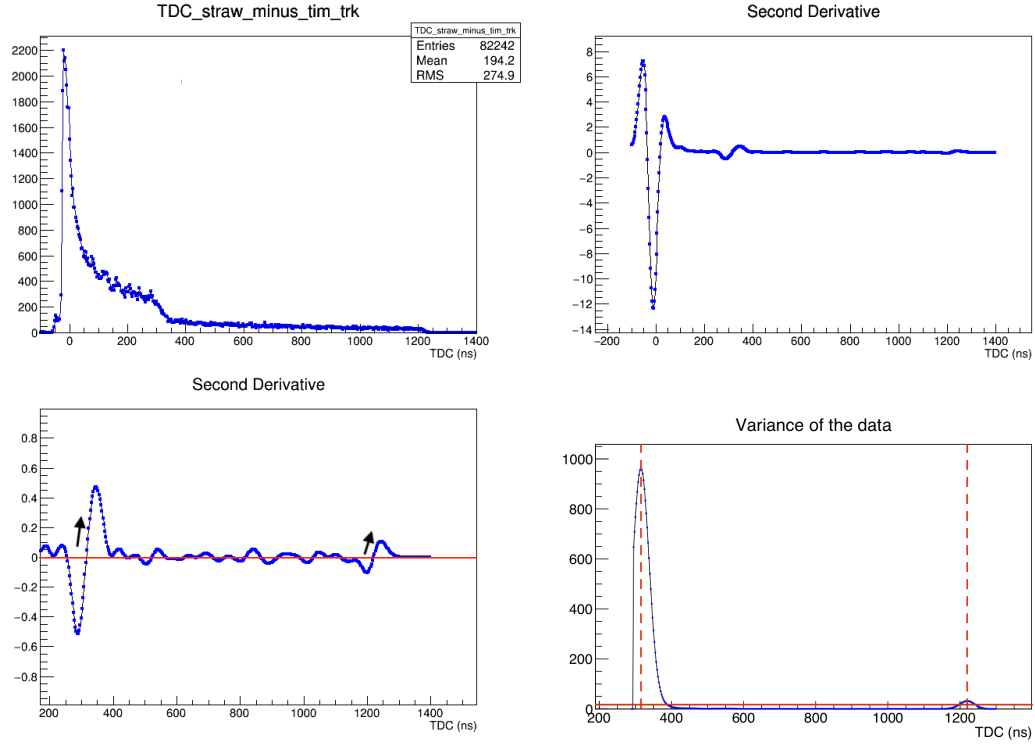 TDC_straw_minus_tim_trk
TDC_straw_minus_tim_trk
Entries 82242
Mean 194.2
RMS 274.9
2200
2000
1800
1600
1400
1200
1000
800
600
400
200
0
0 200 400 600 800 1000 1200 1400
TDC (ns)
Second Derivative
8
6
4
2
0
−2
−4
−6
−8
−10
−12
−14
−200 0 200 400 600 800 1000 1200 1400
TDC (ns)
Second Derivative
0.8
0.6
0.4
0.2
0
−0.2
−0.4
−0.6
−0.8
200 400 600 800 1000 1200 1400
TDC (ns)
Variance of the data
1000
800
600
400
200
0
200 400 600 800 1000 1200
TDC (ns)